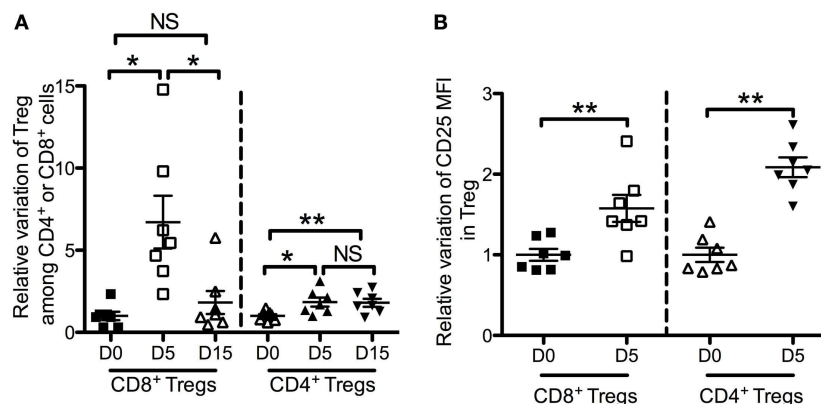 A
NS
* *
Relative variation of Treg
among CD4+ or CD8+ cells
15
10
5
0
**
* NS
D0 D5 D15 D0 D5 D15
CD8+ Tregs CD4+ Tregs
B
Relative variation of CD25 MFI
in Treg
3
2
1
0
** **
D0 D5 D0 D5
CD8+ Tregs CD4+ Tregs